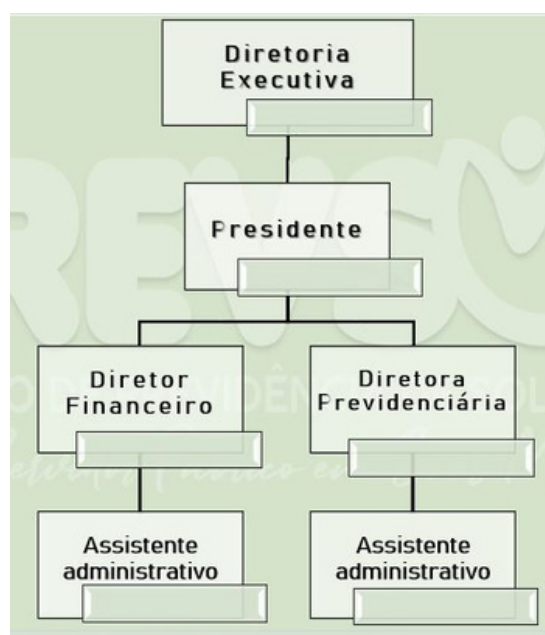 Diretoria
Executiva
Presidente
Diretor
Financeiro
Diretora
Previdenciária
Assistente
administrativo
Assistente
administrativo